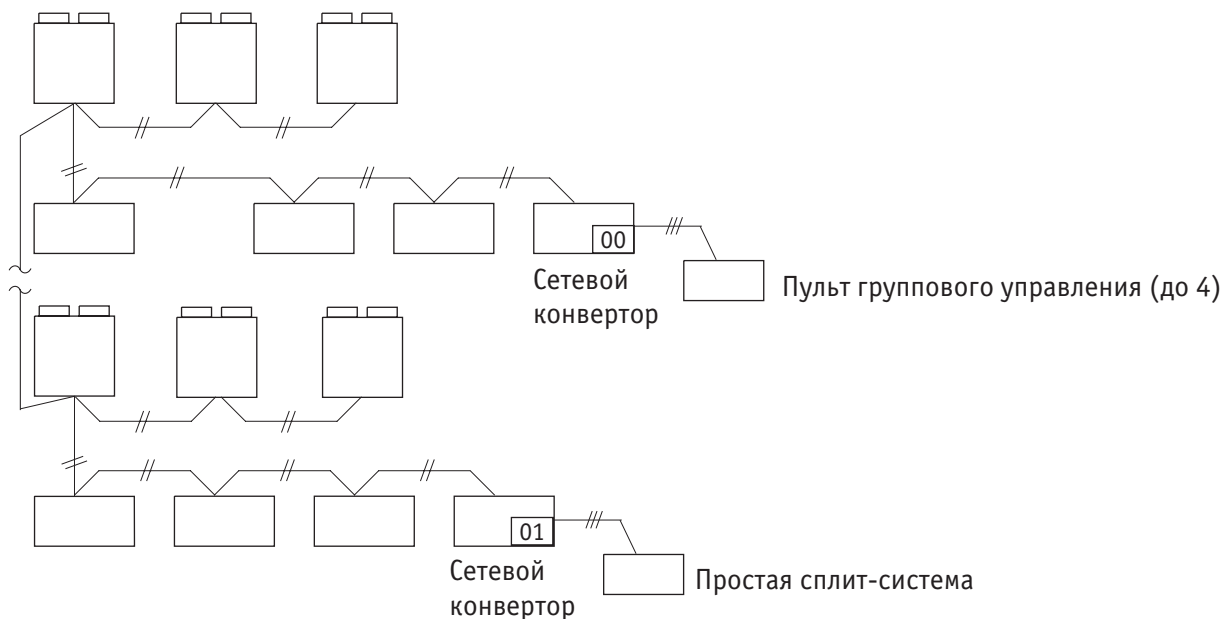 00
Сетевой
конвертор
Пульт группового управления (до 4)
01
Сетевой
конвертор
Простая сплит-система